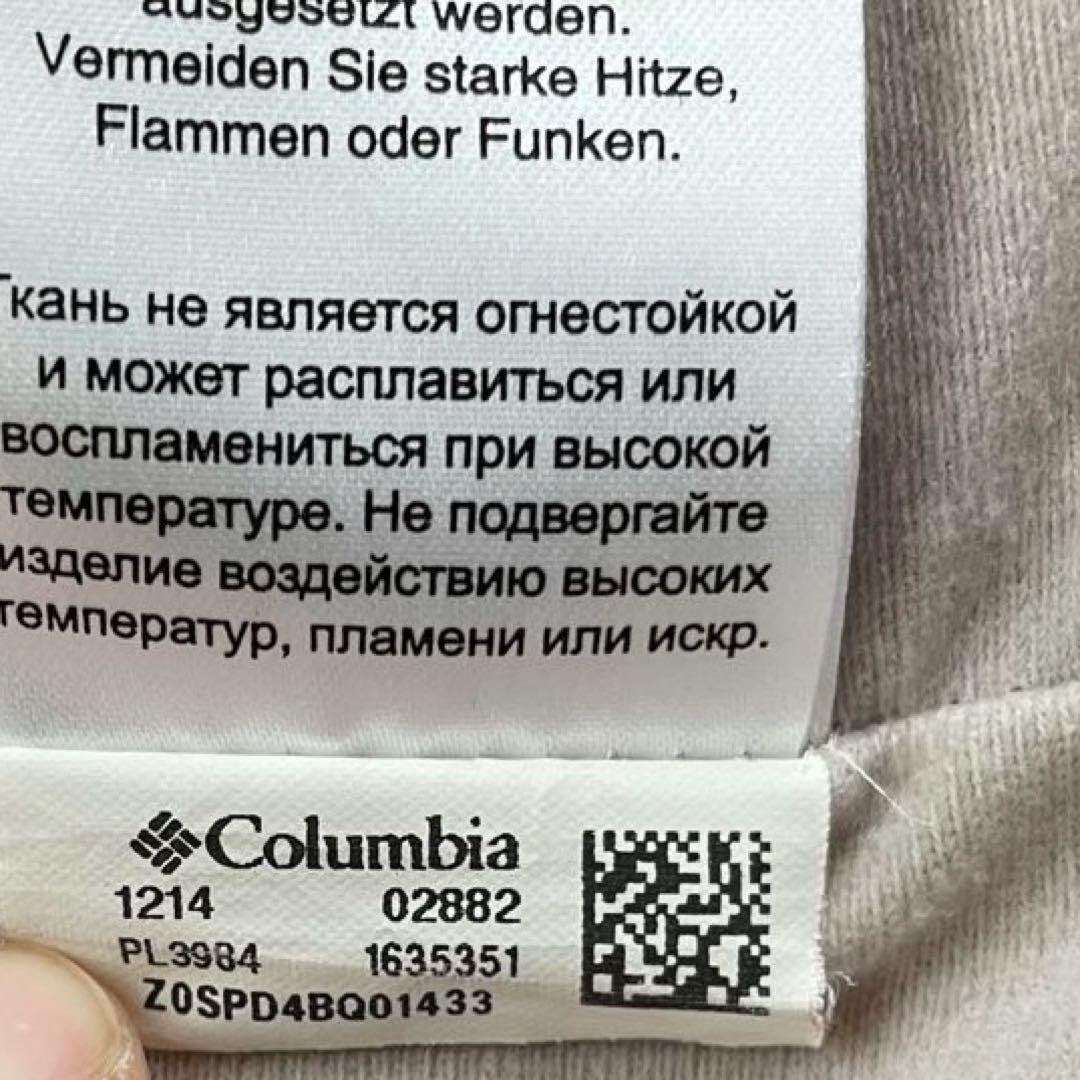 ausgesetzt werden.
Vermeiden Sie starke Hitze,
Flammen oder Funken.
Ткань не является огнестойкой
и может расплавиться или
воспламениться при высокой
температуре. Не подвергайте
изделие воздействию высоких
температур, пламени или искр.
Columbia
1214 02882
PL3984 1635351
Z0SPD4BQ01433